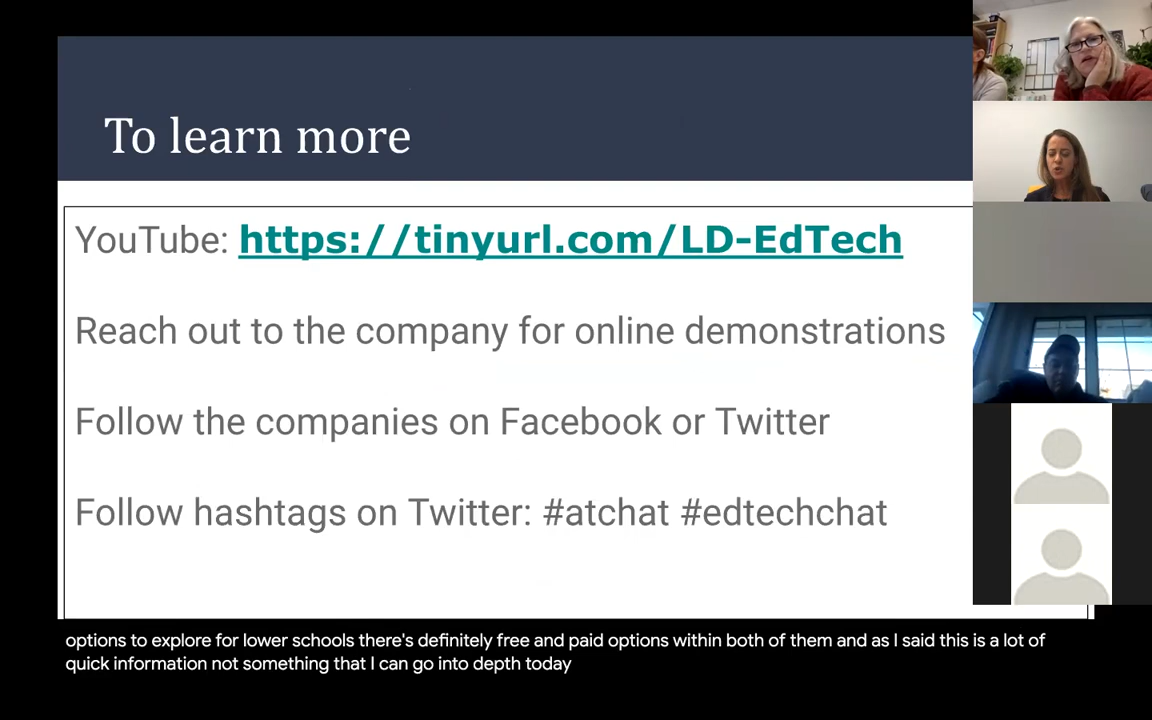 To learn more
YouTube: https://tinyurl.com/LD-EdTech
Reach out to the company for online demonstrations
Follow the companies on Facebook or Twitter
Follow hashtags on Twitter: #atchat #edtechchat
options to explore for lower schools there's definitely free and paid options within both of them and as I said this is a lot of
quick information not something that I can go into depth today